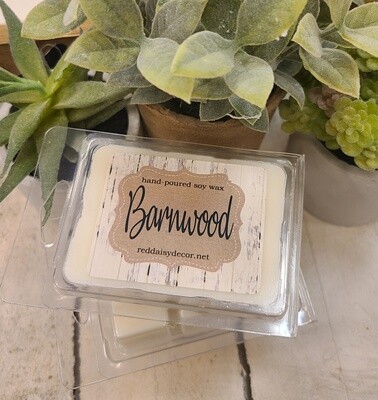 hand-poured soy wax
Barnwood
reddaisydecor.net